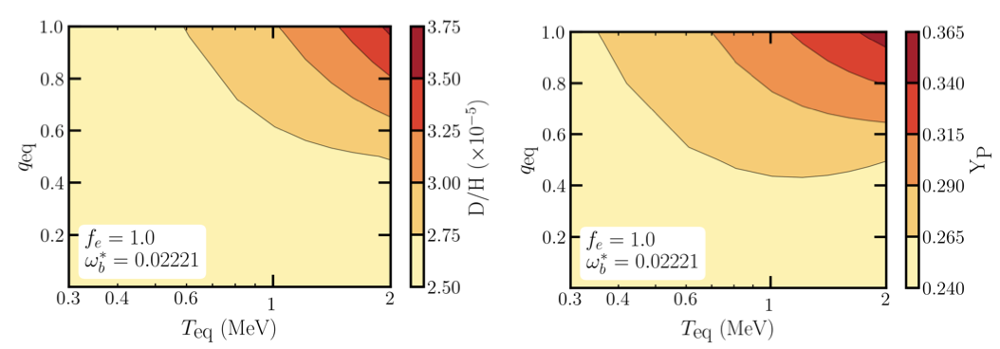 1.0
0.8
0.6
0.4
0.2
q_eq
f_e = 1.0
ω_b^* = 0.02221
0.3 0.4 0.6 1 2
T_eq (MeV)
3.75
3.50
3.25
3.00
2.75
2.50
D/H (×10^−5)
1.0
0.8
0.6
0.4
0.2
q_eq
f_e = 1.0
ω_b^* = 0.02221
0.3 0.4 0.6 1 2
T_eq (MeV)
0.365
0.340
0.315
0.290
0.265
0.240
Y_P